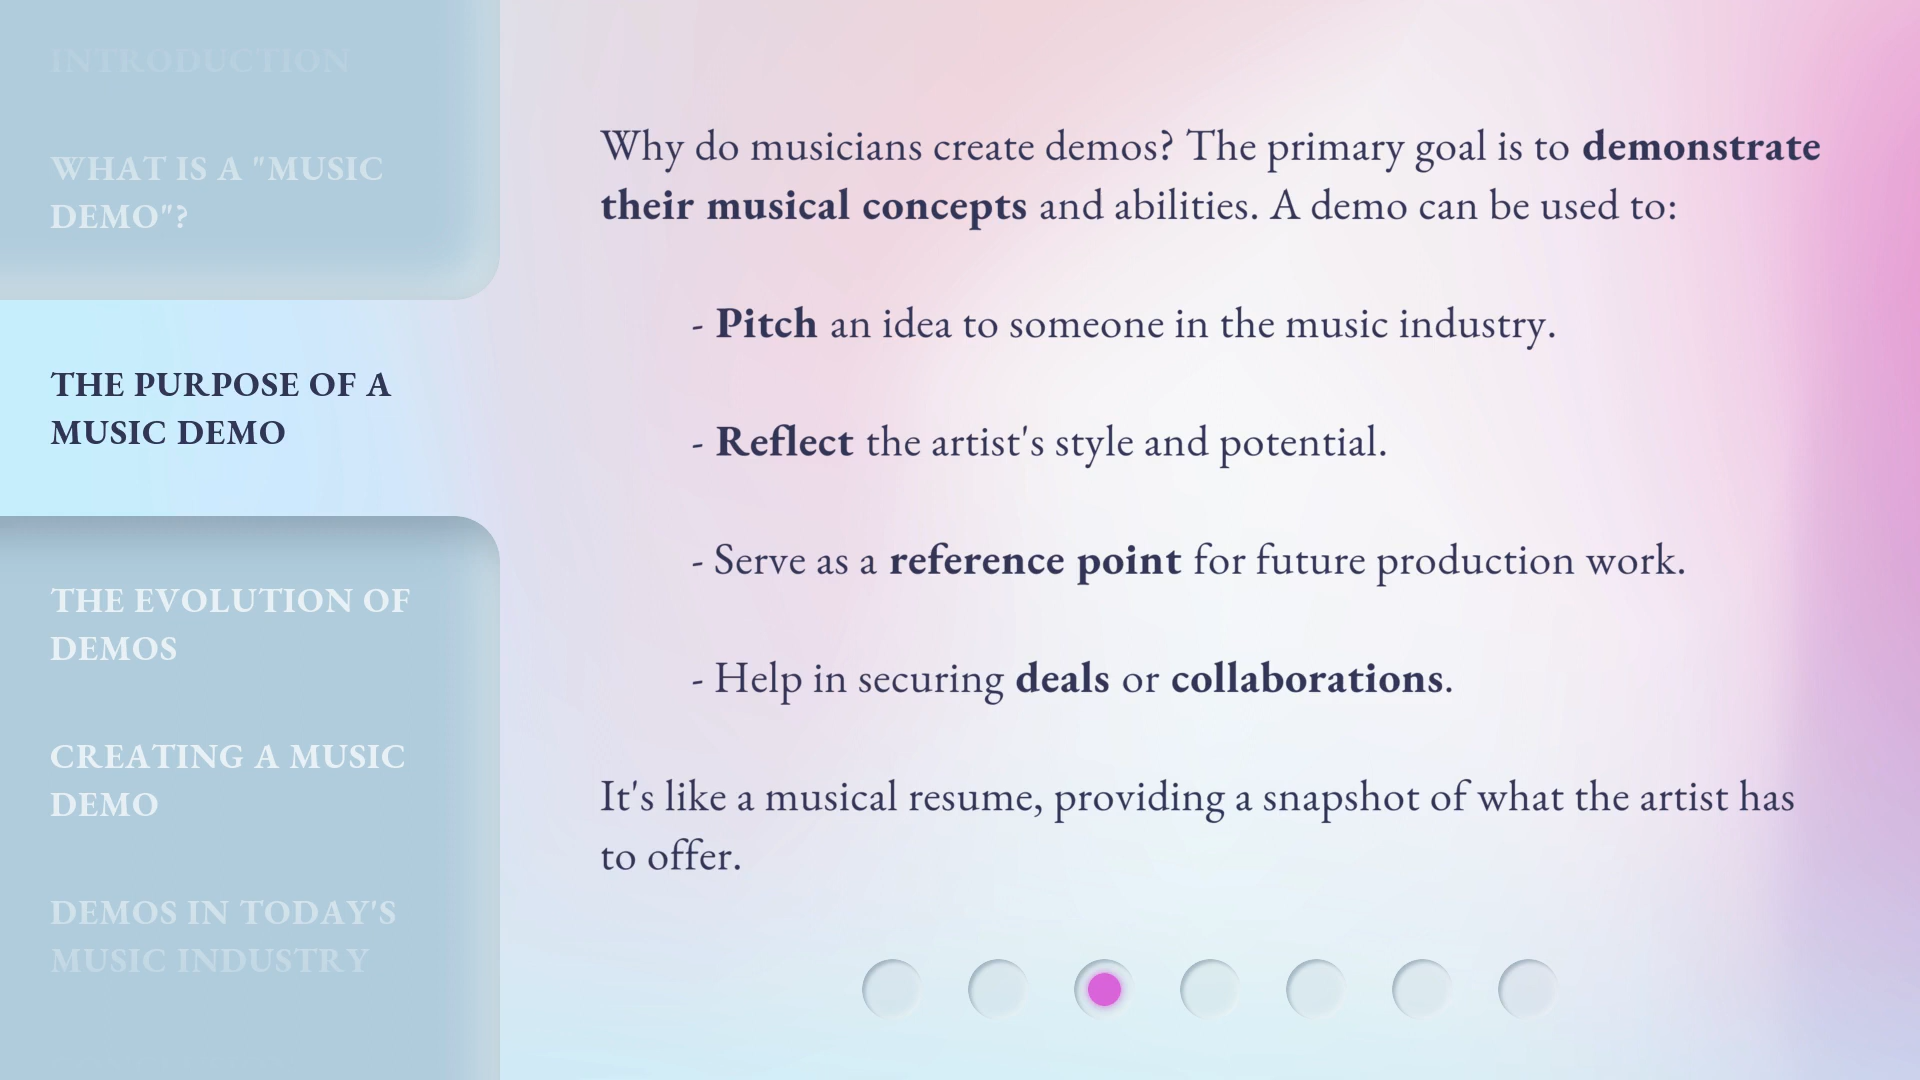 INTRODUCTION
WHAT IS A "MUSIC
DEMO"?
THE PURPOSE OF A
MUSIC DEMO
THE EVOLUTION OF
DEMOS
CREATING A MUSIC
DEMO
DEMOS IN TODAY'S
MUSIC INDUSTRY
Why do musicians create demos? The primary goal is to demonstrate
their musical concepts and abilities. A demo can be used to:
- Pitch an idea to someone in the music industry.
- Reflect the artist's style and potential.
- Serve as a reference point for future production work.
- Help in securing deals or collaborations.
It's like a musical resume, providing a snapshot of what the artist has
to offer.